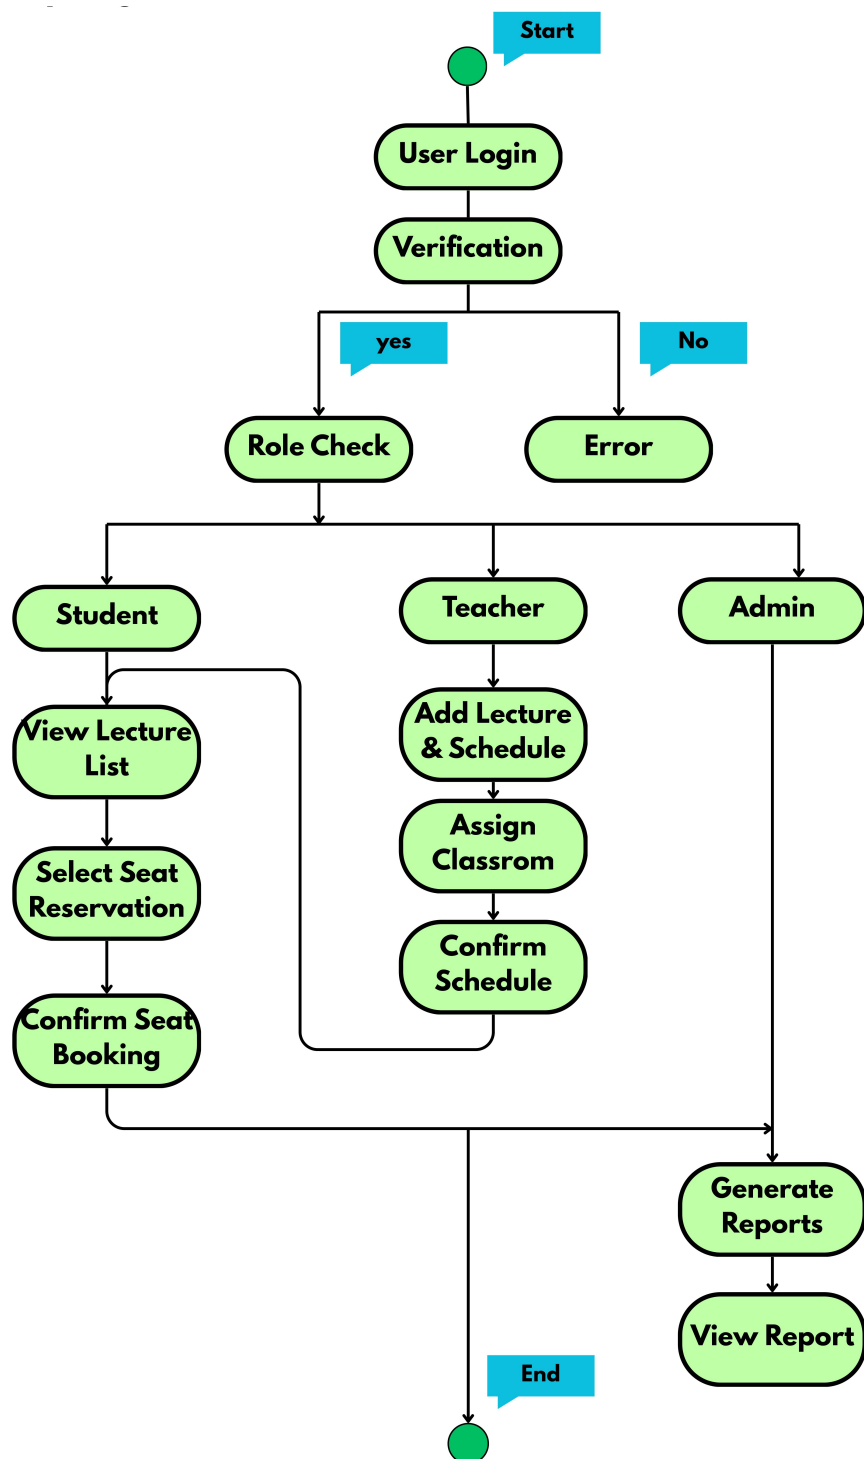 Start
User Login
Verification
yes
No
Role Check
Error
Student
Teacher
Admin
View Lecture
List
Add Lecture
& Schedule
Assign
Classrom
Select Seat
Reservation
Confirm
Schedule
Confirm Seat
Booking
Generate
Reports
View Report
End